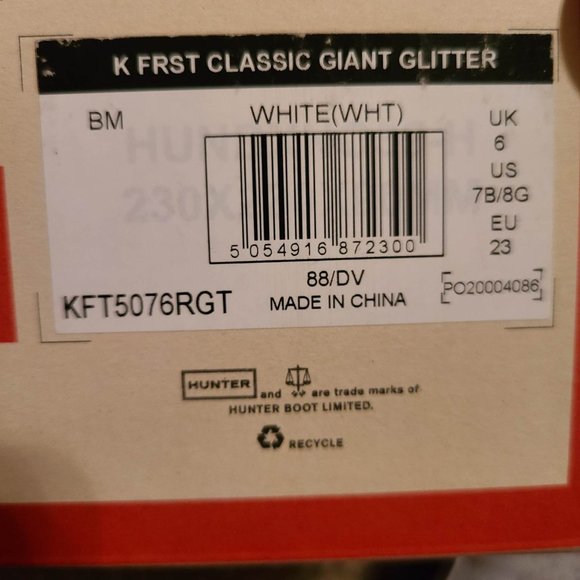 K FRST CLASSIC GIANT GLITTER
BM
WHITE(WHT)
UK
6
US
7B/8G
EU
23
5 054916 872300
88/DV
MADE IN CHINA
KFT5076RGT
PO20004086
HUNTER and are trade marks of
HUNTER BOOT LIMITED.
RECYCLE